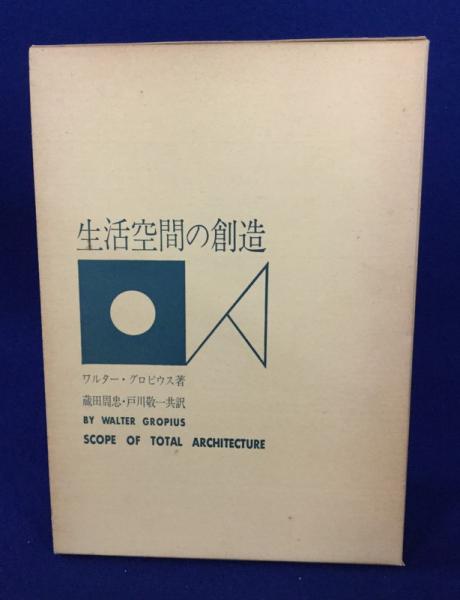 生活空間の創造
ワルター・グロピウス著
蔵田周忠・戸川敬一共訳
BY WALTER GROPIUS
SCOPE OF TOTAL ARCHITECTURE